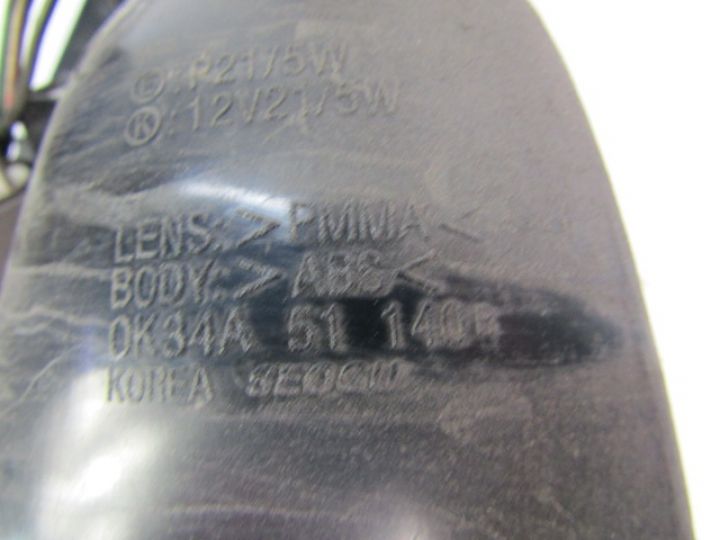 Ⓛ: P21/5W
Ⓚ: 12V21/5W
LENS: >PMMA<
BODY: >ABS<
0K34A 51 140
KOREA